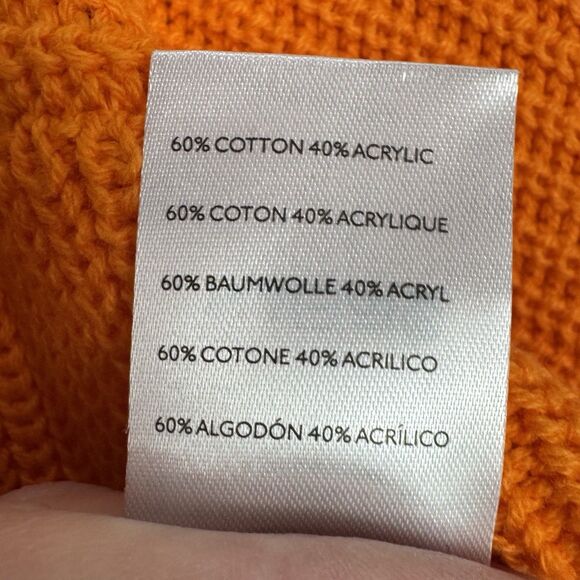 60% COTTON 40% ACRYLIC
60% COTON 40% ACRYLIQUE
60% BAUMWOLLE 40% ACRYL
60% COTONE 40% ACRILICO
60% ALGODÓN 40% ACRÍLICO